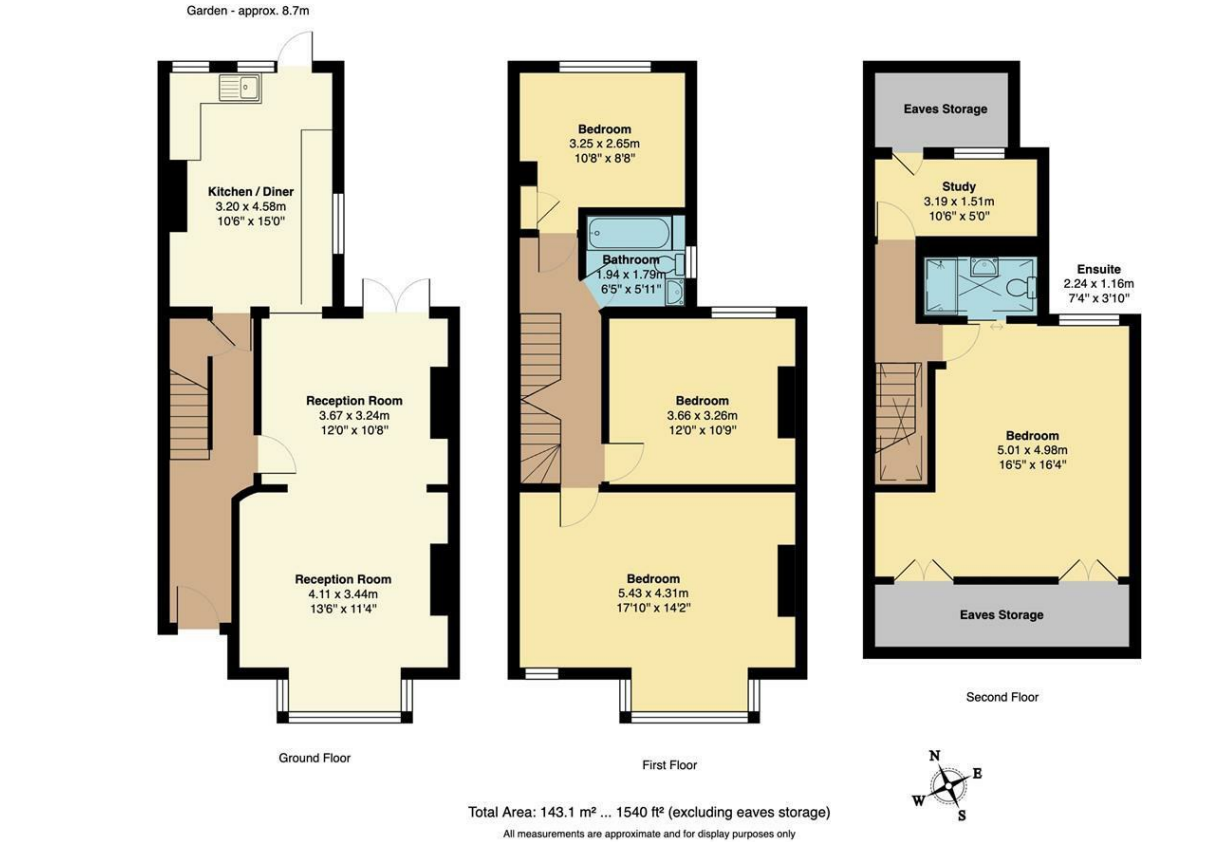 Garden - approx. 8.7m
Kitchen / Diner
3.20 x 4.58m
10'6" x 15'0"
Reception Room
3.67 x 3.24m
12'0" x 10'8"
Reception Room
4.11 x 3.44m
13'6" x 11'4"
Ground Floor
Bedroom
3.25 x 2.65m
10'8" x 8'8"
Bathroom
1.94 x 1.79m
6'5" x 5'11"
Bedroom
3.66 x 3.26m
12'0" x 10'9"
Bedroom
5.43 x 4.31m
17'10" x 14'2"
First Floor
Eaves Storage
Study
3.19 x 1.51m
10'6" x 5'0"
Ensuite
2.24 x 1.16m
7'4" x 3'10"
Bedroom
5.01 x 4.98m
16'5" x 16'4"
Eaves Storage
Second Floor
N
E
W
S
Total Area: 143.1 m² ... 1540 ft² (excluding eaves storage)
All measurements are approximate and for display purposes only